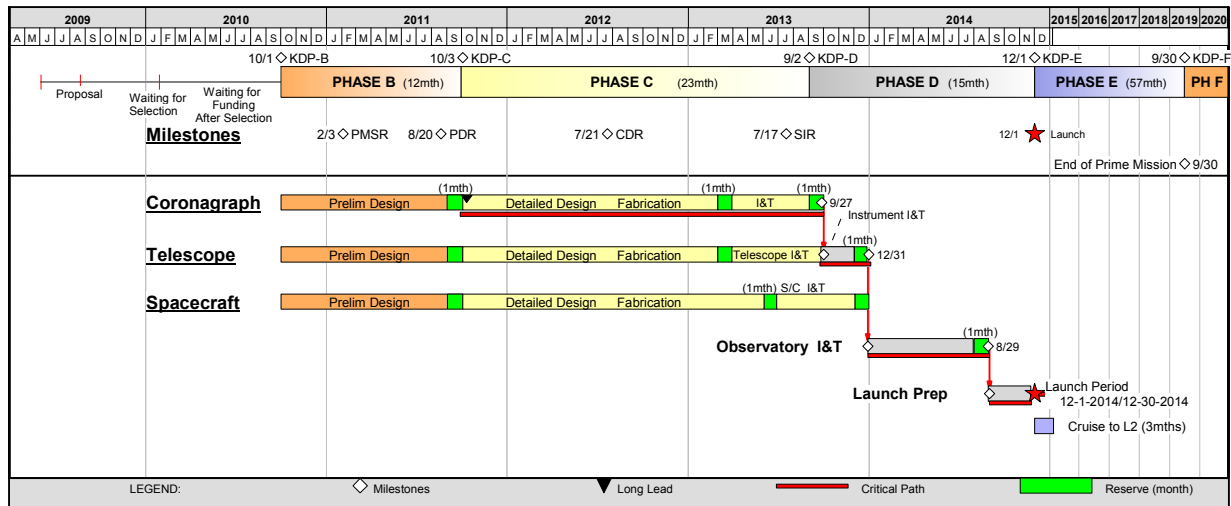 2009 2010 2011 2012 2013 2014 2015 2016 2017 2018 2019 2020
A M J J A S O N D J F M A M J J A S O N D J F M A M J J A S O N D J F M A M J J A S O N D J F M A M J J A S O N D J F M A M J J A S O N D
10/1 KDP-B 10/3 KDP-C 9/2 KDP-D 12/1 KDP-E 9/30 KDP-F
PHASE B (12mth) PHASE C (23mth) PHASE D (15mth) PHASE E (57mth) PH F
Proposal
Waiting for
Selection
Waiting for
Funding
After Selection
Milestones 2/3 PMSR 8/20 PDR 7/21 CDR 7/17 SIR 12/1 Launch
End of Prime Mission 9/30
(1mth) (1mth) (1mth)
Coronagraph Prelim Design Detailed Design Fabrication I&T 9/27
Instrument I&T
(1mth)
Telescope Prelim Design Detailed Design Fabrication Telescope I&T 12/31
(1mth) S/C I&T
Spacecraft Prelim Design Detailed Design Fabrication
(1mth)
Observatory I&T 8/29
Launch Prep Launch Period
12-1-2014/12-30-2014
Cruise to L2 (3mths)
LEGEND: Milestones Long Lead Critical Path Reserve (month)